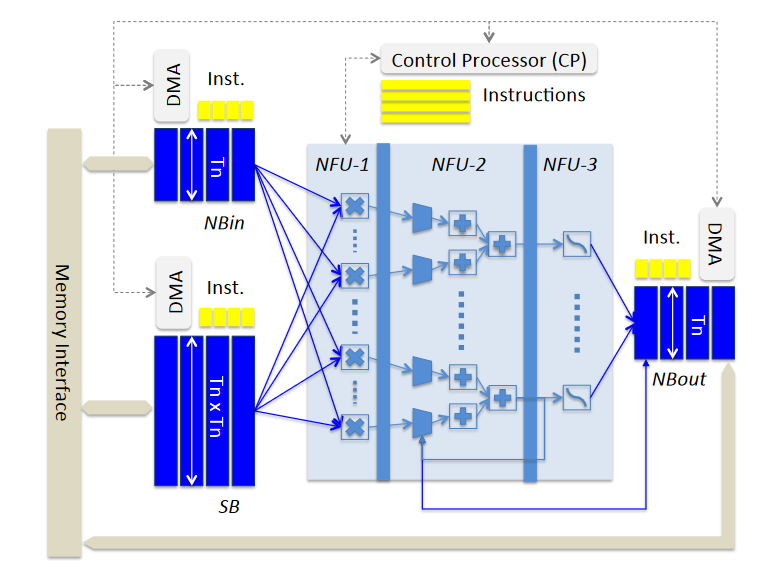 Control Processor (CP)
Instructions
DMA
Inst.
Tn
NBin
DMA
Inst.
Tn x Tn
SB
Memory Interface
NFU-1
NFU-2
NFU-3
Inst.
DMA
Tn
NBout